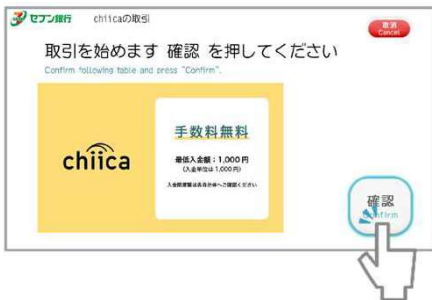 セブン銀行 chiicaの取引
取消
Cancel
取引を始めます 確認 を押してください
Confirm following table and press "Confirm".
chiica
手数料無料
最低入金額：1,000円
(入金単位は1,000円)
入金限度額は各自治体へご確認ください
確認
Confirm